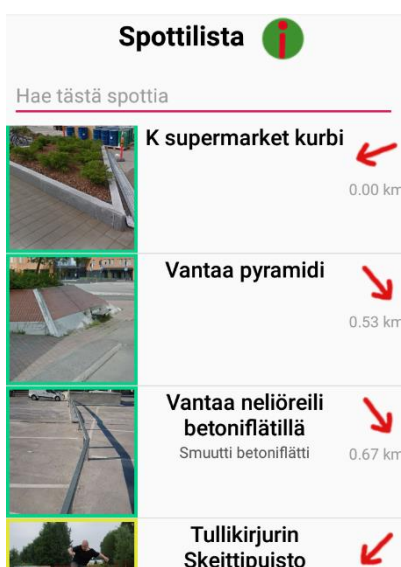 Spottilista i
Hae tästä spottia
K supermarket kurbi
0.00 km
Vantaa pyramidi
0.53 km
Vantaa neliöreili
betoniflätillä
Smuutti betoniflätti
0.67 km
Tullikirjurin
Skeittipuisto